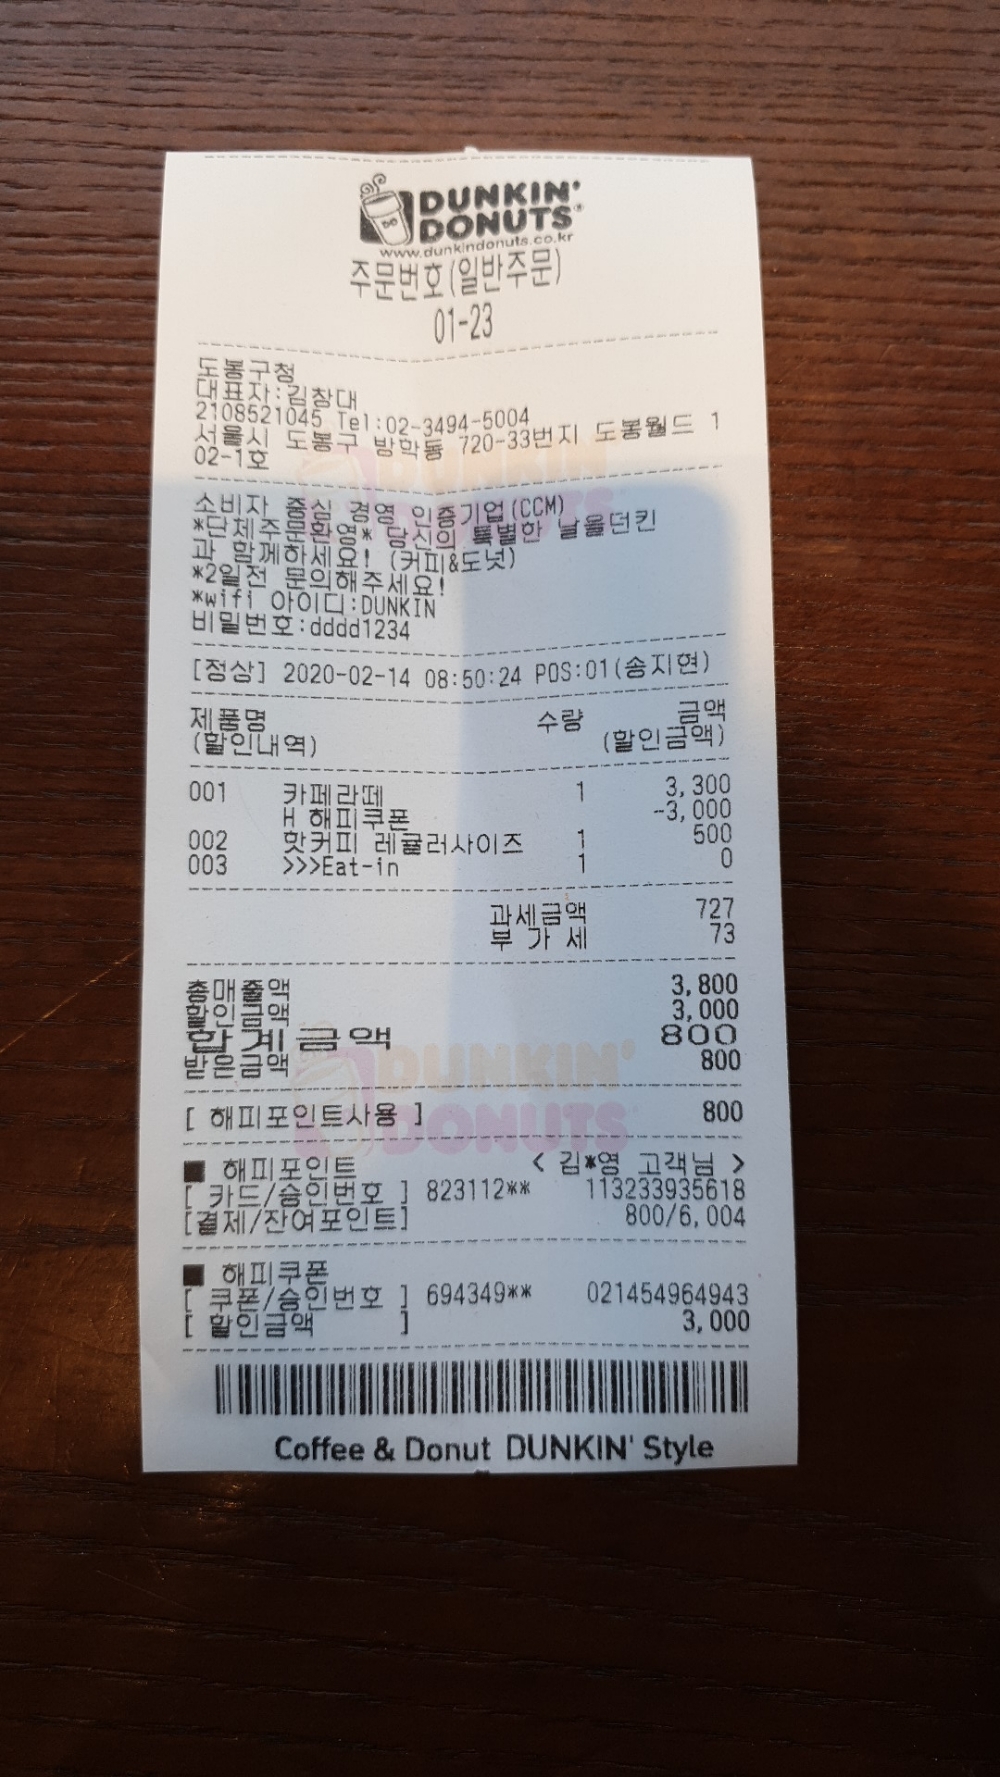 DUNKIN'
DONUTS
www.dunkindonuts.co.kr
주문번호(일반주문)
01-23
도봉구청
대표자:김창대
2108521045 Tel:02-3494-5004
서울시 도봉구 방학동 720-33번지 도봉월드 1
02-1호
소비자 중심 경영 인증기업(CCM)
*단체주문환영* 당신의 특별한 날을던킨
과 함께하세요! (커피&도넛)
*2일전 문의해주세요!
*wifi 아이디:DUNKIN
비밀번호:dddd1234
[정상] 2020-02-14 08:50:24 POS:01(송지현)
제품명 수량 금액
(할인내역) (할인금액)
001 카페라떼 1 3,300
H 해피쿠폰 -3,000
002 핫커피 레귤러사이즈 1 500
003 >>>Eat-in 1 0
과세금액 727
부 가 세 73
총매출액 3,800
할인금액 3,000
합계금액 800
받은금액 800
[ 해피포인트사용 ] 800
■ 해피포인트 < 김*영 고객님 >
[ 카드/승인번호 ] 823112** 113233935618
[결제/잔여포인트] 800/6,004
■ 해피쿠폰
[ 쿠폰/승인번호 ] 694349** 021454964943
[ 할인금액 ] 3,000
Coffee & Donut DUNKIN' Style